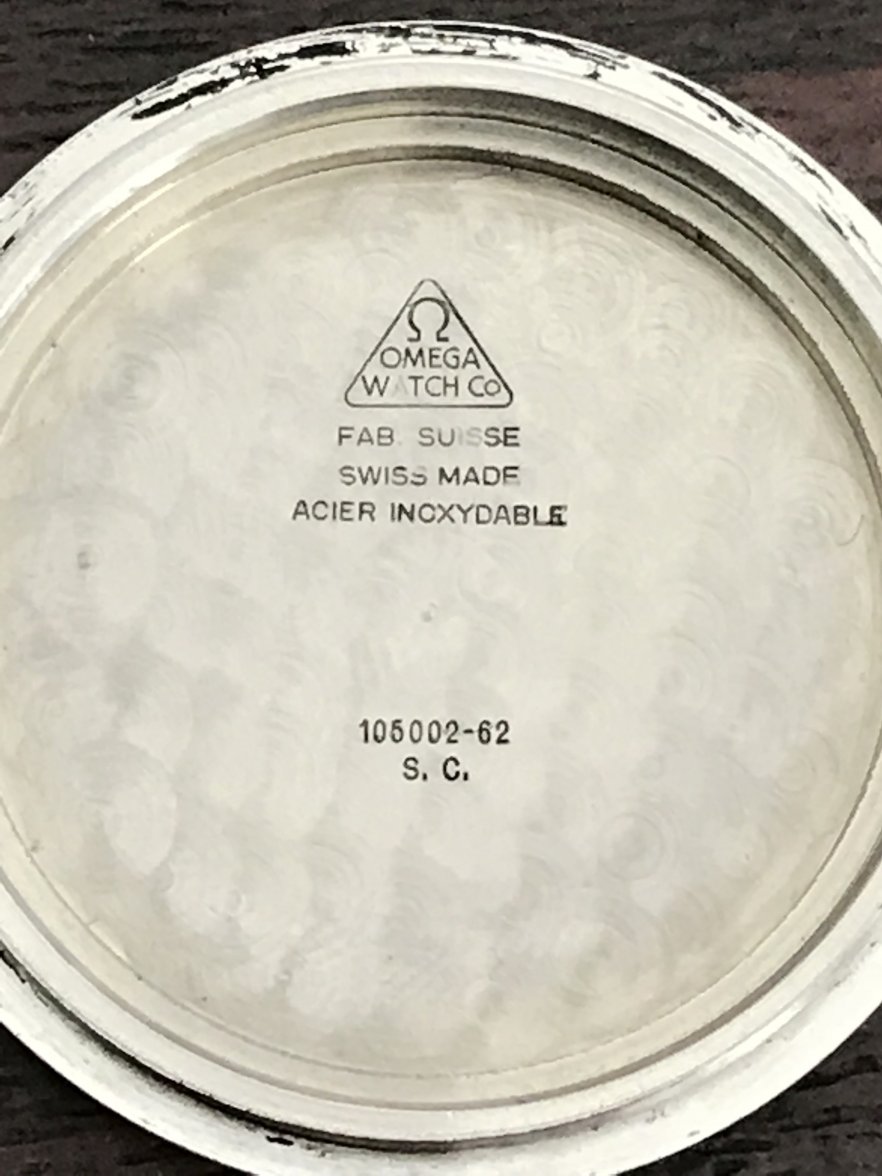 Ω
OMEGA
WATCH Co
FAB. SUISSE
SWISS MADE
ACIER INOXYDABLE
105002-62
S. C.